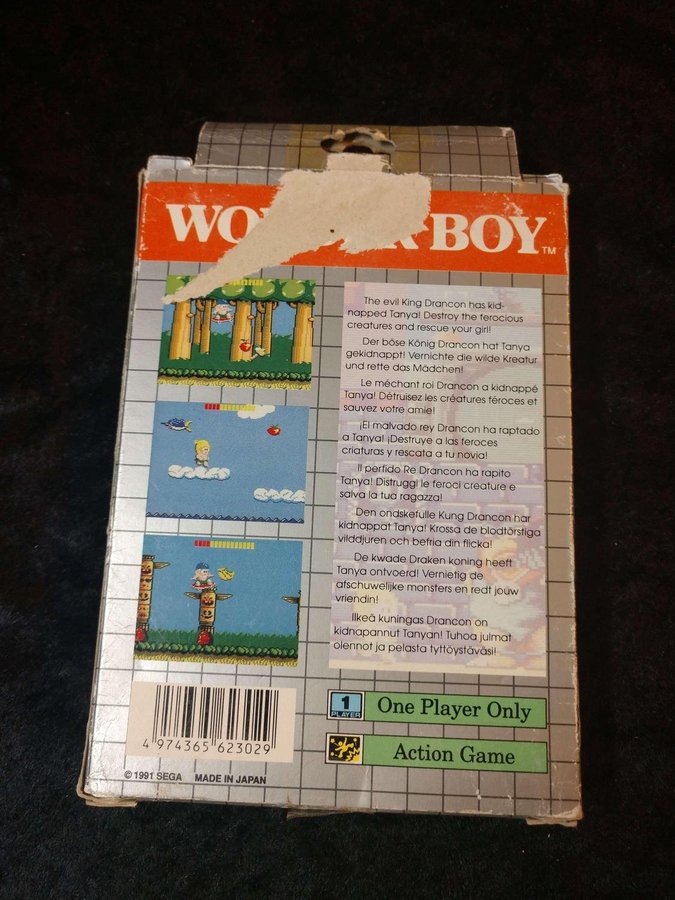 WO BOY TM
The evil King Drancon has kid-
napped Tanya! Destroy the ferocious
creatures and rescue your girl!
Der böse König Drancon hat Tanya
gekidnappt! Vernichte die wilde Kreatur
und rette das Mädchen!
Le méchant roi Drancon a kidnappé
Tanya! Détruisez les créatures féroces et
sauvez votre amie!
¡El malvado rey Drancon ha raptado
a Tanya! ¡Destruye a las feroces
criaturas y rescata a tu novia!
Il perfido Re Drancon ha rapito
Tanya! Distruggi le feroci creature e
salva la tua ragazza!
Den ondskefulle Kung Drancon har
kidnappat Tanya! Krossa de blodtörstiga
vilddjuren och befria din flicka!
De kwade Draken koning heeft
Tanya ontvoerd! Vernietig de
afschuwelijke monsters en redt jouw
vriendin!
Ilkeä kuningas Drancon on
kidnapannut Tanyan! Tuhoa julmat
olennot ja pelasta tyttöystäväsi!
1 PLAYER One Player Only
Action Game
4 974365 623029
© 1991 SEGA MADE IN JAPAN